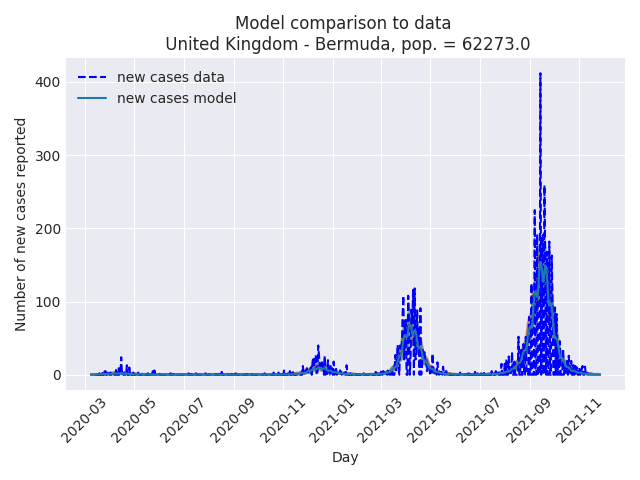 Model comparison to data
United Kingdom - Bermuda, pop. = 62273.0
new cases data
new cases model
Number of new cases reported
400
300
200
100
0
2020-03
2020-05
2020-07
2020-09
2020-11
2021-01
2021-03
2021-05
2021-07
2021-09
2021-11
Day